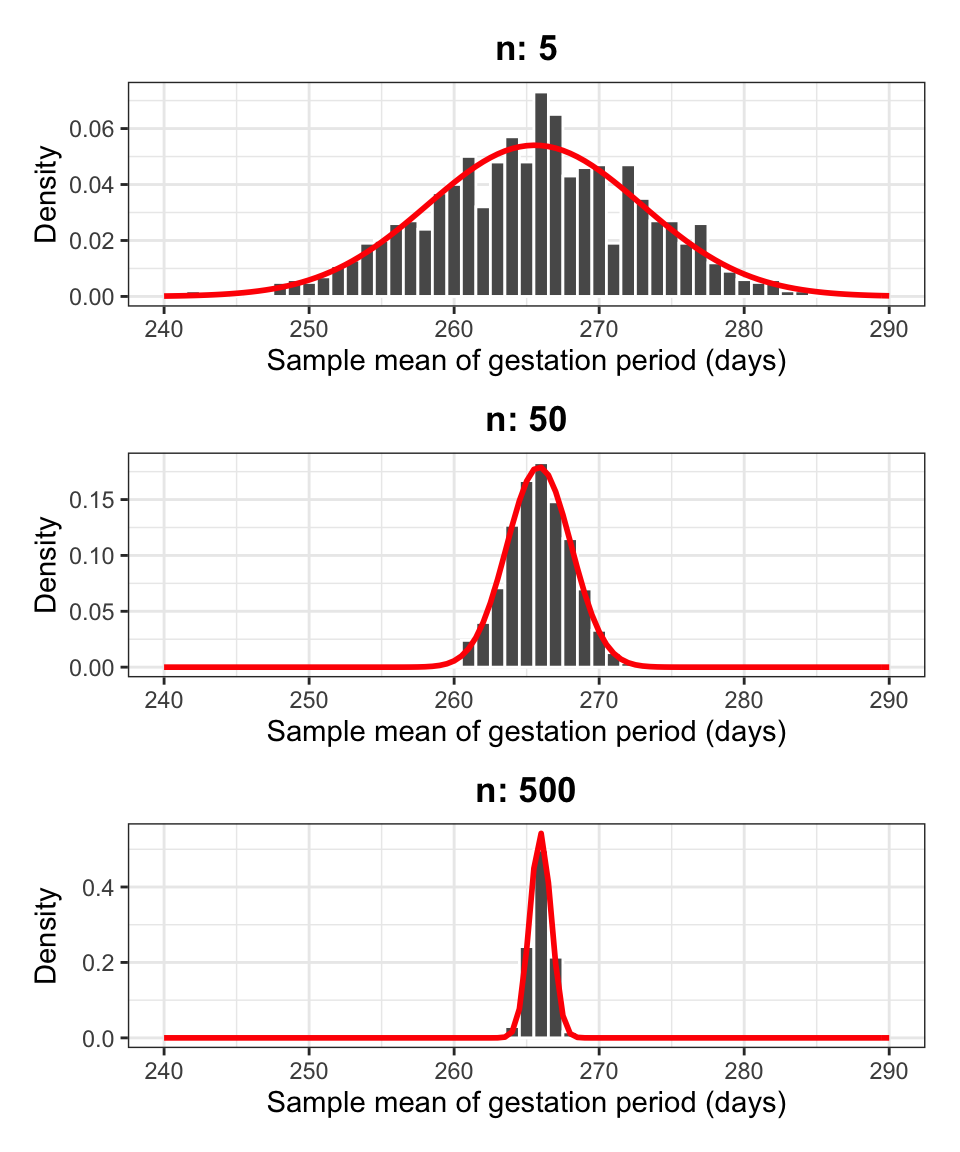 n: 5
Density
0.06
0.04
0.02
0.00
240 250 260 270 280 290
Sample mean of gestation period (days)
n: 50
Density
0.15
0.10
0.05
0.00
240 250 260 270 280 290
Sample mean of gestation period (days)
n: 500
Density
0.4
0.2
0.0
240 250 260 270 280 290
Sample mean of gestation period (days)